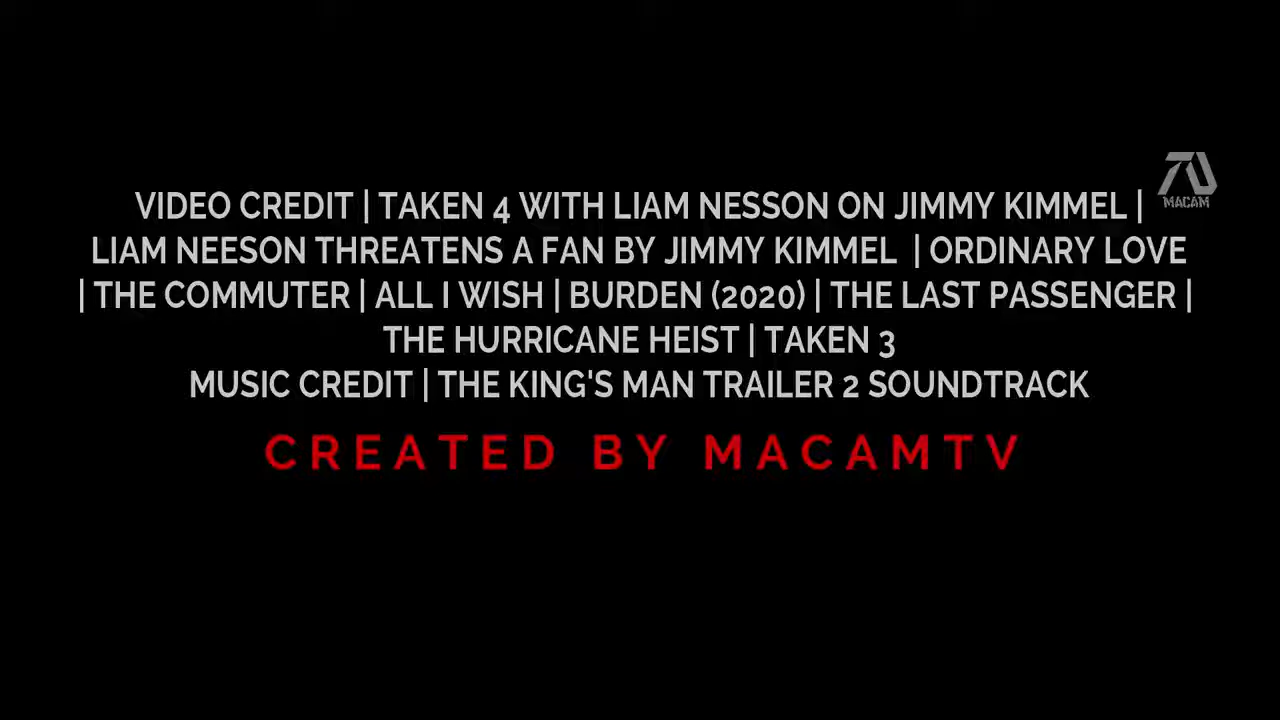 VIDEO CREDIT | TAKEN 4 WITH LIAM NESSON ON JIMMY KIMMEL |
LIAM NEESON THREATENS A FAN BY JIMMY KIMMEL | ORDINARY LOVE
| THE COMMUTER | ALL I WISH | BURDEN (2020) | THE LAST PASSENGER |
THE HURRICANE HEIST | TAKEN 3
MUSIC CREDIT | THE KING'S MAN TRAILER 2 SOUNDTRACK
CREATED BY MACAMTV
MACAM